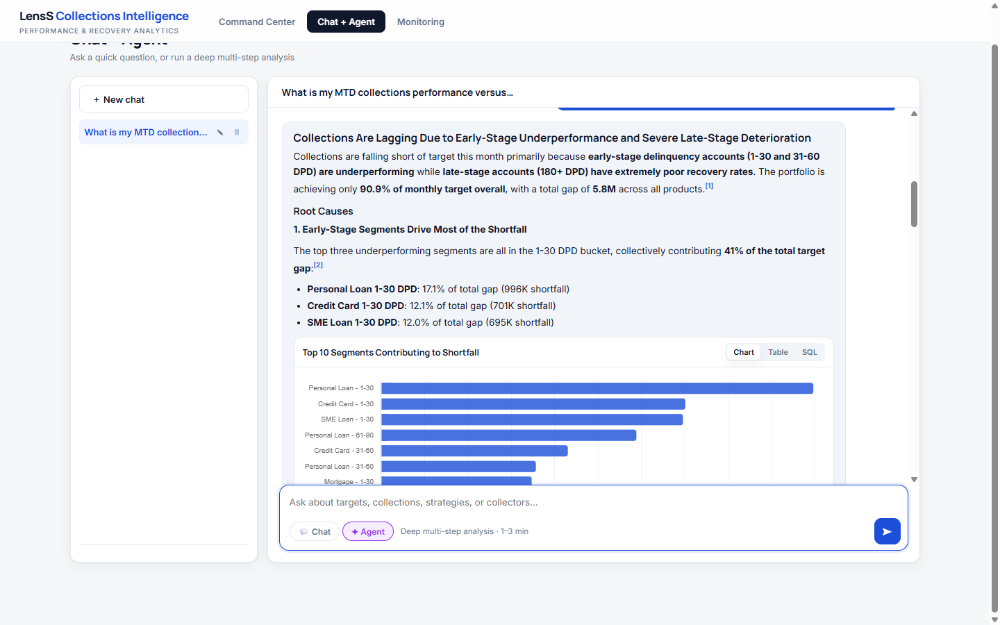 LensS Collections Intelligence
PERFORMANCE & RECOVERY ANALYTICS
Command Center
Chat + Agent
Monitoring
Chat + Agent
Ask a quick question, or run a deep multi-step analysis
+ New chat
What is my MTD collection...
What is my MTD collections performance versus...
Collections Are Lagging Due to Early-Stage Underperformance and Severe Late-Stage Deterioration
Collections are falling short of target this month primarily because early-stage delinquency accounts (1-30 and 31-60
DPD) are underperforming while late-stage accounts (180+ DPD) have extremely poor recovery rates. The portfolio is
achieving only 90.9% of monthly target overall, with a total gap of 5.8M across all products.[1]
Root Causes
1. Early-Stage Segments Drive Most of the Shortfall
The top three underperforming segments are all in the 1-30 DPD bucket, collectively contributing 41% of the total target
gap:[2]
• Personal Loan 1-30 DPD: 17.1% of total gap (996K shortfall)
• Credit Card 1-30 DPD: 12.1% of total gap (701K shortfall)
• SME Loan 1-30 DPD: 12.0% of total gap (695K shortfall)
Top 10 Segments Contributing to Shortfall
Chart Table SQL
Personal Loan - 1-30
Credit Card - 1-30
SME Loan - 1-30
Personal Loan - 61-90
Credit Card - 31-60
Personal Loan - 31-60
Mortgage - 1-30
Ask about targets, collections, strategies, or collectors...
Chat
Agent
Deep multi-step analysis · 1–3 min